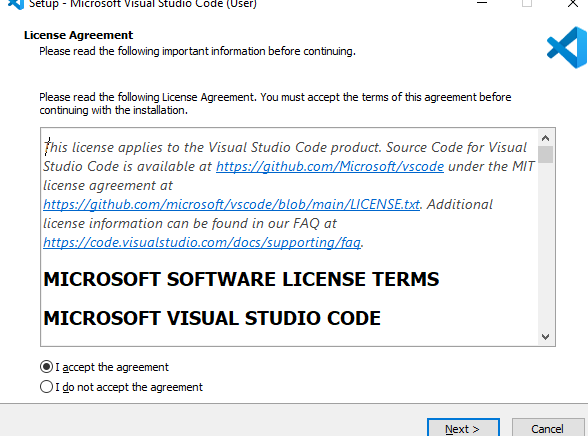 Setup - Microsoft Visual Studio Code (User)
License Agreement
Please read the following important information before continuing.
Please read the following License Agreement. You must accept the terms of this agreement before
continuing with the installation.
This license applies to the Visual Studio Code product. Source Code for Visual
Studio Code is available at https://github.com/Microsoft/vscode under the MIT
license agreement at
https://github.com/microsoft/vscode/blob/main/LICENSE.txt. Additional
license information can be found in our FAQ at
https://code.visualstudio.com/docs/supporting/faq.
MICROSOFT SOFTWARE LICENSE TERMS
MICROSOFT VISUAL STUDIO CODE
I accept the agreement
I do not accept the agreement
Next >
Cancel